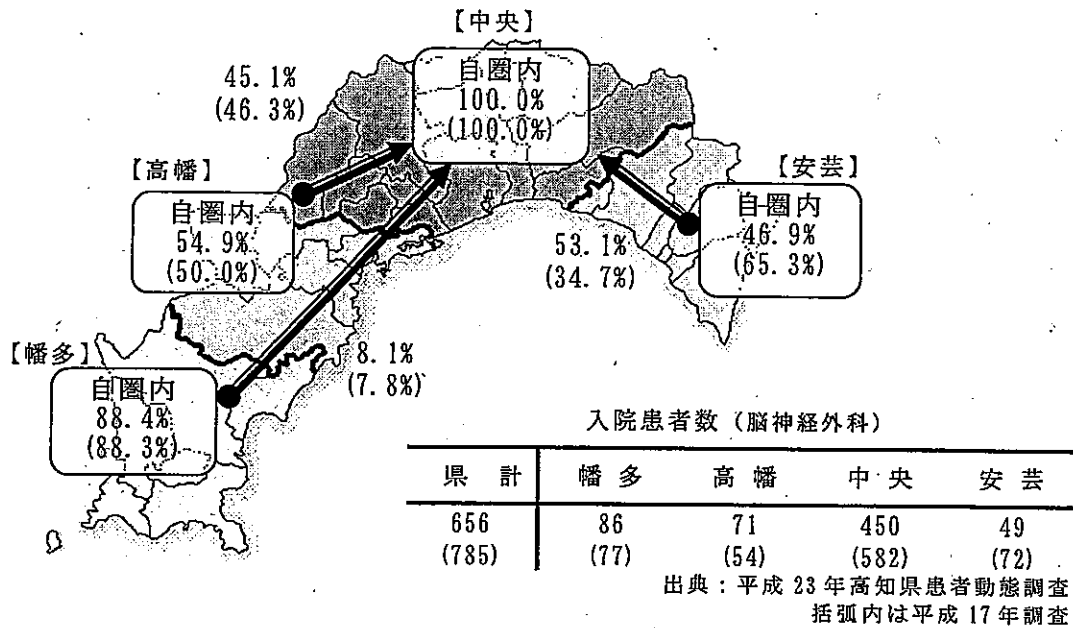 【中央】
自圏内
100.0%
(100.0%)
45.1%
(46.3%)
【高幡】
自圏内
54.9%
(50.0%)
【安芸】
自圏内
46.9%
(65.3%)
53.1%
(34.7%)
【幡多】
自圏内
88.4%
(88.3%)
8.1%
(7.8%)
入院患者数（脳神経外科）
県計 幡多 高幡 中央 安芸
656 86 71 450 49
(785) (77) (54) (582) (72)
出典：平成23年高知県患者動態調査
括弧内は平成17年調査